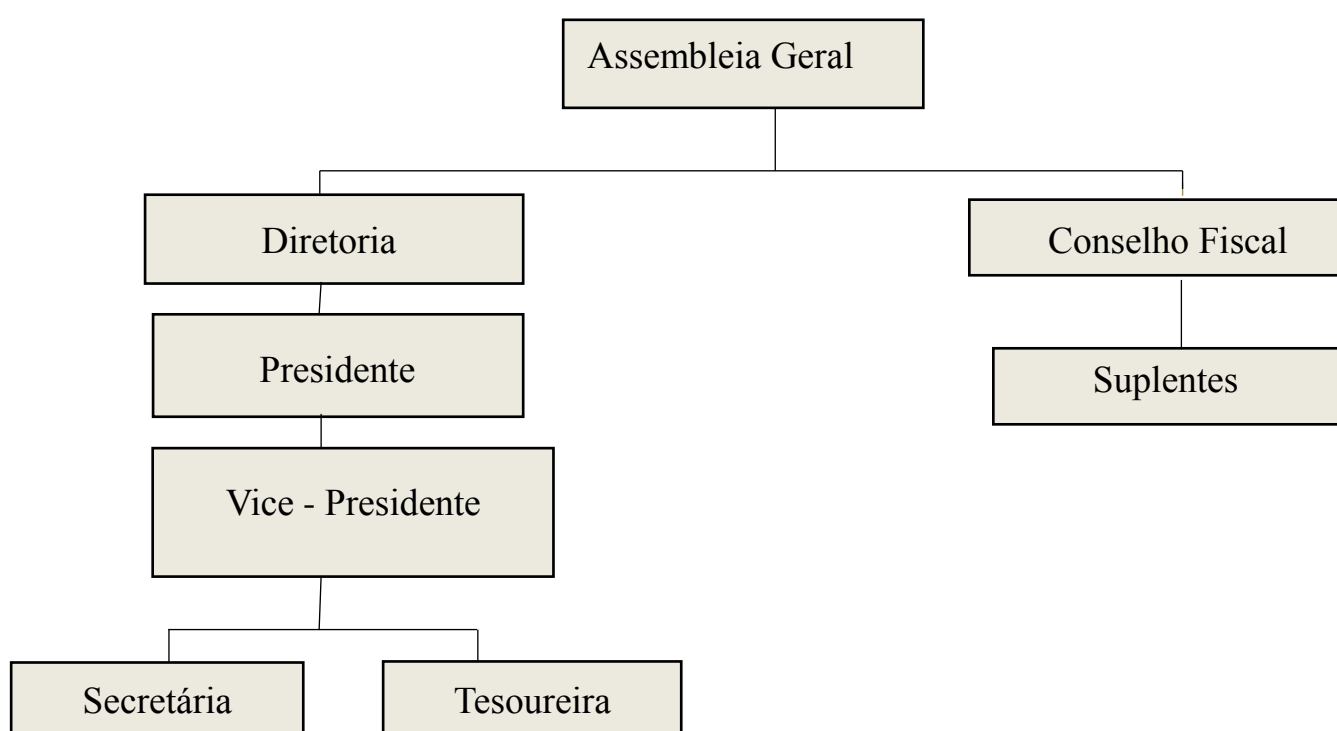 Assembleia Geral
Diretoria
Conselho Fiscal
Presidente
Suplentes
Vice - Presidente
Secretária
Tesoureira